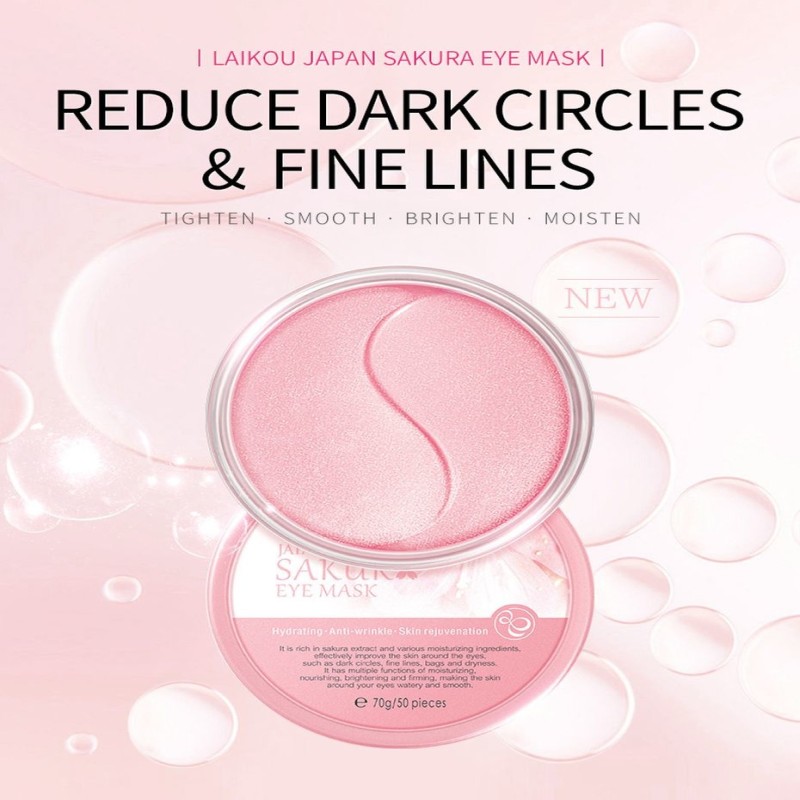 | LAIKOU JAPAN SAKURA EYE MASK |
REDUCE DARK CIRCLES
& FINE LINES
TIGHTEN · SMOOTH · BRIGHTEN · MOISTEN
NEW
SAKURA
EYE MASK
Hydrating·Anti-wrinkle·Skin rejuvenation
It is rich in sakura extract and various moisturizing ingredients,
effectively improve the skin around the eyes,
such as dark circles, fine lines, bags and dryness.
It has multiple functions of moisturizing,
nourishing, brightening and firming, making the skin
around your eyes watery and smooth.
℮ 70g/50 pieces